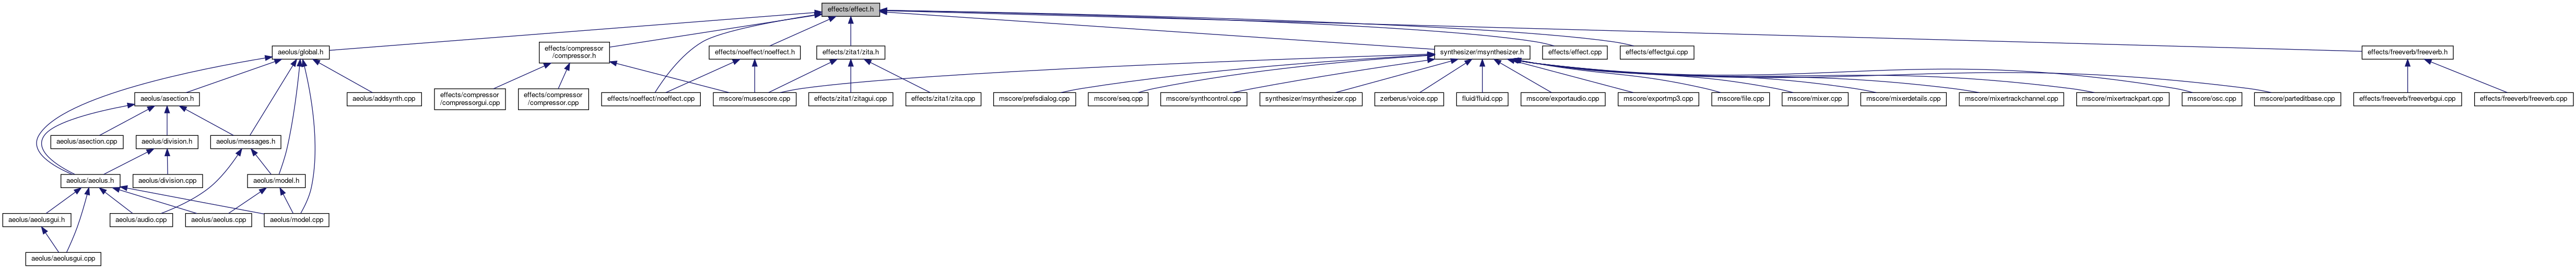 effects/effect.h
aeolus/global.h
effects/compressor
/compressor.h
effects/noeffect/noeffect.h
effects/zita1/zita.h
synthesizer/msynthesizer.h
effects/effect.cpp
effects/effectgui.cpp
effects/freeverb/freeverb.h
aeolus/asection.h
aeolus/addsynth.cpp
effects/compressor
/compressorgui.cpp
effects/compressor
/compressor.cpp
effects/noeffect/noeffect.cpp
mscore/musescore.cpp
effects/zita1/zitagui.cpp
effects/zita1/zita.cpp
mscore/prefsdialog.cpp
mscore/seq.cpp
mscore/synthcontrol.cpp
synthesizer/msynthesizer.cpp
zerberus/voice.cpp
fluid/fluid.cpp
mscore/exportaudio.cpp
mscore/exportmp3.cpp
mscore/file.cpp
mscore/mixer.cpp
mscore/mixerdetails.cpp
mscore/mixertrackchannel.cpp
mscore/mixertrackpart.cpp
mscore/osc.cpp
mscore/parteditbase.cpp
effects/freeverb/freeverbgui.cpp
effects/freeverb/freeverb.cpp
aeolus/asection.cpp
aeolus/division.h
aeolus/messages.h
aeolus/aeolus.h
aeolus/division.cpp
aeolus/model.h
aeolus/aeolusgui.h
aeolus/audio.cpp
aeolus/aeolus.cpp
aeolus/model.cpp
aeolus/aeolusgui.cpp